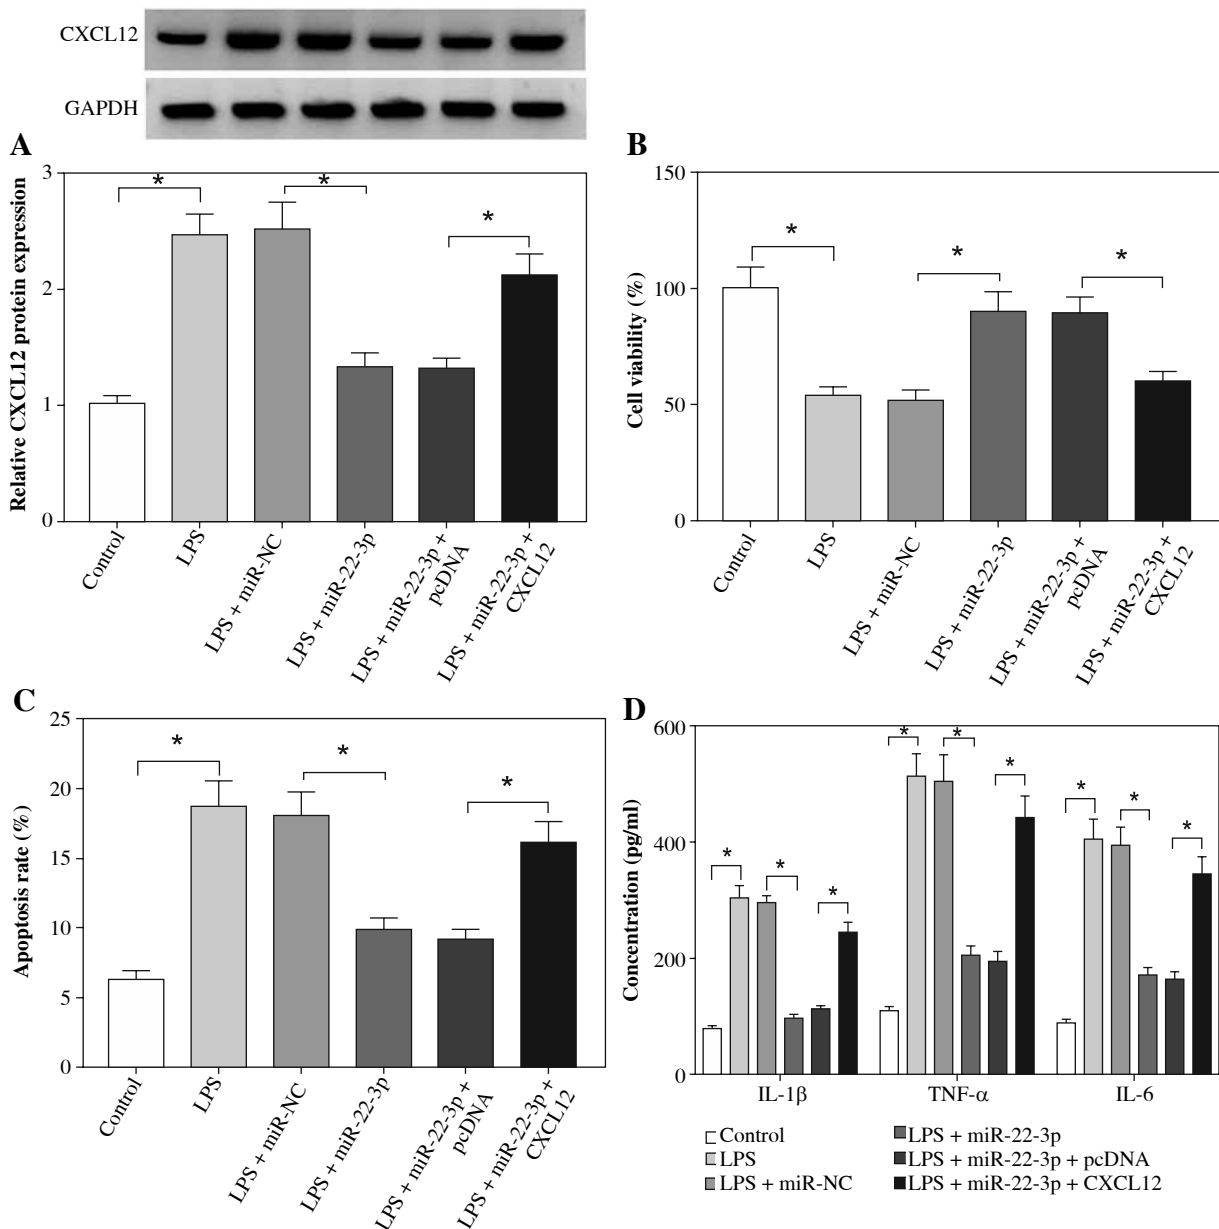 CXCL12
GAPDH
A
Relative CXCL12 protein expression
3
2
1
0
*
*
*
Control
LPS
LPS + miR-NC
LPS + miR-22-3p
LPS + miR-22-3p +
pcDNA
LPS + miR-22-3p +
CXCL12
B
Cell viability (%)
150
100
50
0
*
*
*
Control
LPS
LPS + miR-NC
LPS + miR-22-3p
LPS + miR-22-3p +
pcDNA
LPS + miR-22-3p +
CXCL12
C
Apoptosis rate (%)
25
20
15
10
5
0
*
*
*
Control
LPS
LPS + miR-NC
LPS + miR-22-3p
LPS + miR-22-3p +
pcDNA
LPS + miR-22-3p +
CXCL12
D
Concentration (pg/ml)
600
400
200
0
*
*
*
*
*
*
*
*
*
IL-1β
TNF-α
IL-6
Control
LPS
LPS + miR-NC
LPS + miR-22-3p
LPS + miR-22-3p + pcDNA
LPS + miR-22-3p + CXCL12